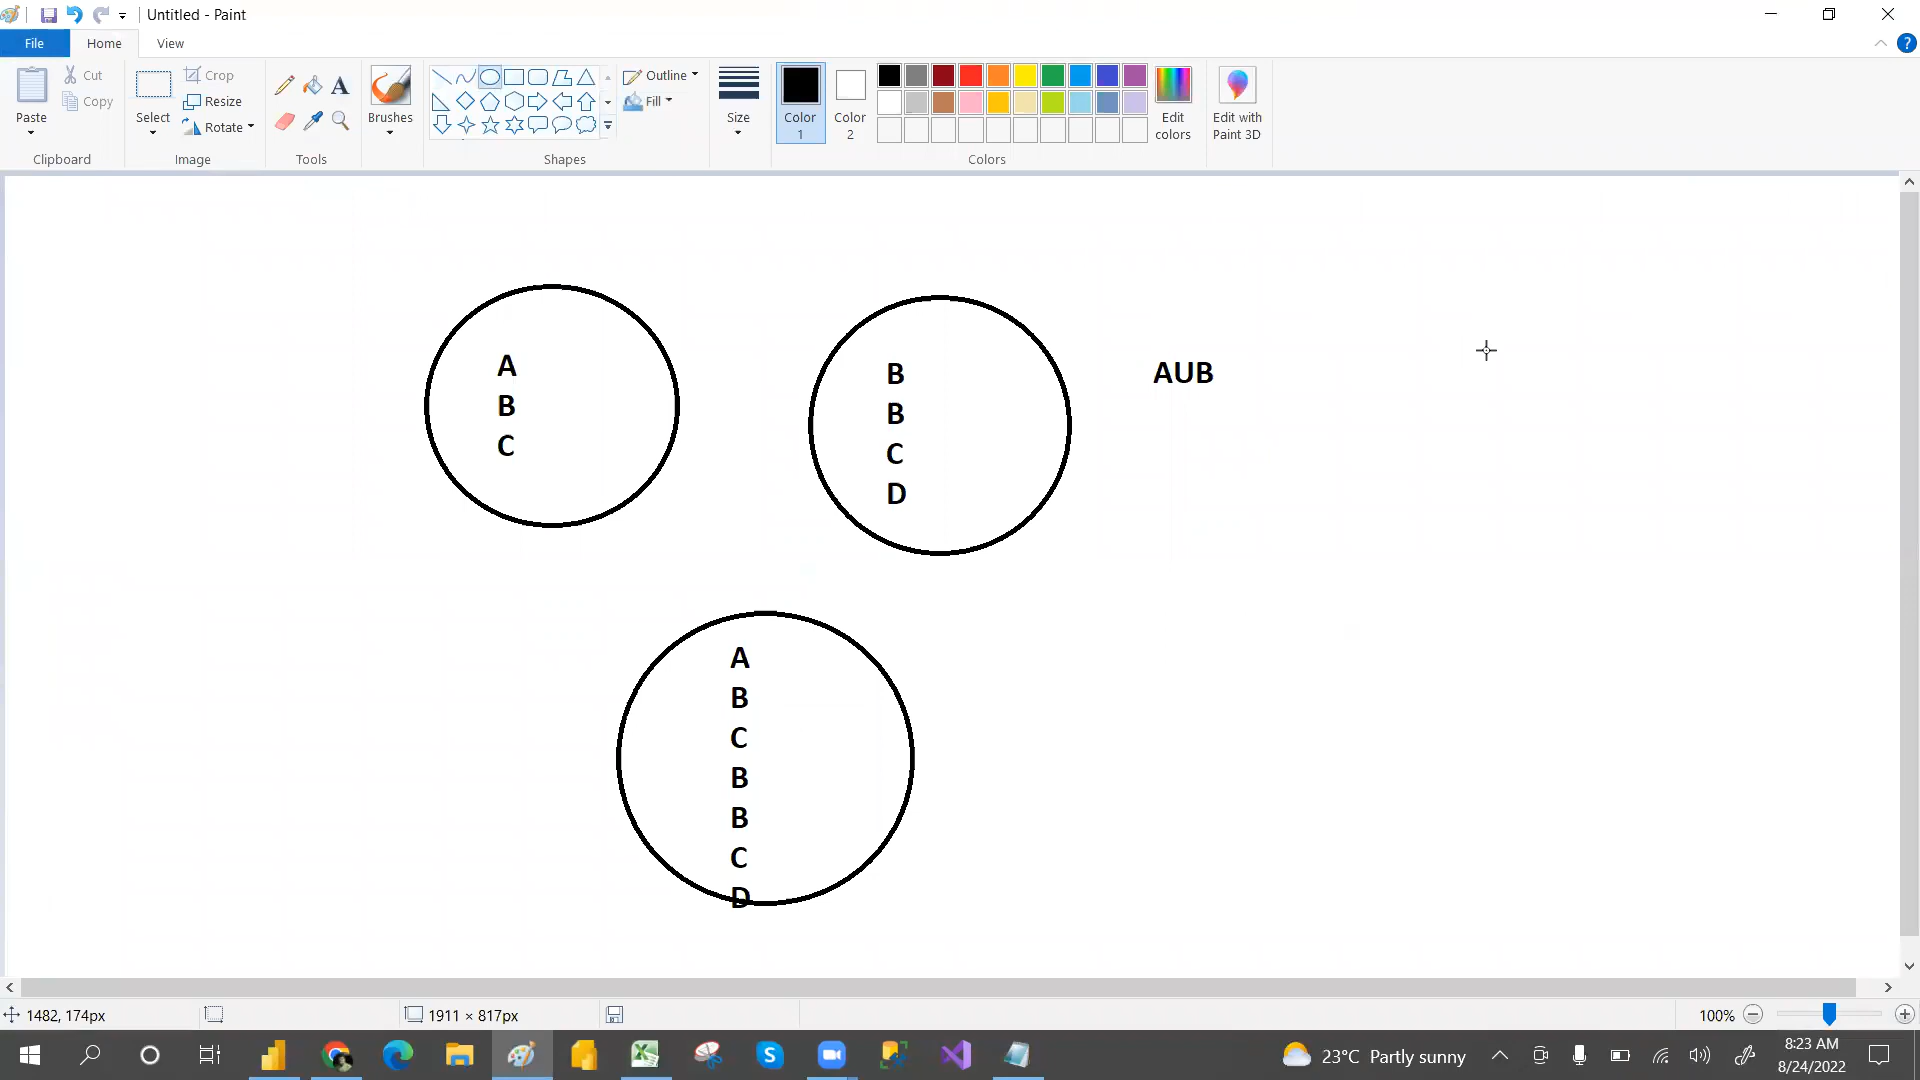 Untitled - Paint
File
Home
View
Paste
Cut
Copy
Clipboard
Select
Crop
Resize
Rotate
Image
A
Tools
Brushes
Shapes
Outline
Fill
Size
Color
1
Color
2
Colors
Edit
colors
Edit with
Paint 3D
?
A
B
C
B
B
C
D
AUB
A
B
C
B
B
C
D
1482, 174px
1911 × 817px
100%
23°C Partly sunny
8:23 AM
8/24/2022